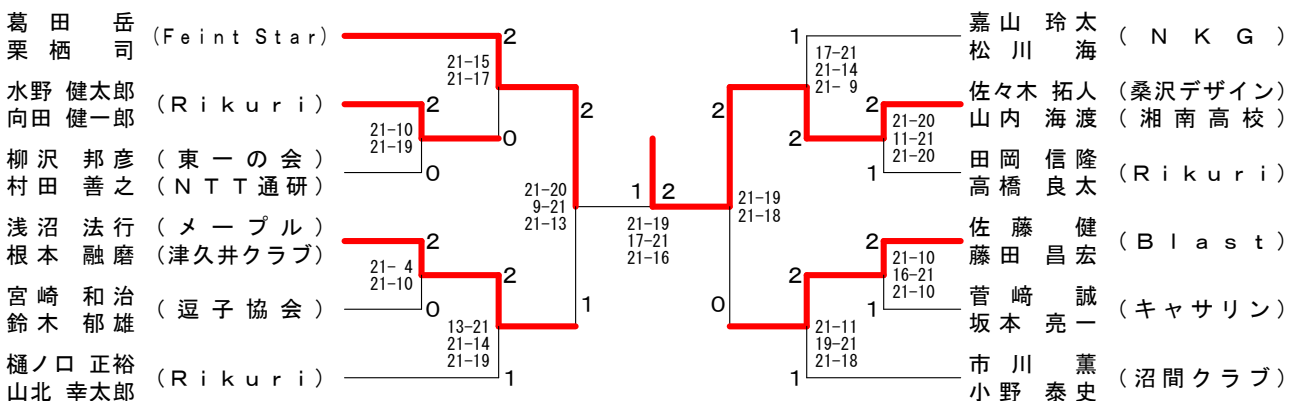 葛田 岳
栗栖 司
(Feint Star)
2
21-15
21-17
水野 健太郎
向田 健一郎
(Rikuri)
2
21-10
21-19
0
0
柳沢 邦彦 (東一の会)
村田 善之 (NTT通研)
2
21-20
9-21
21-13
1
浅沼 法行 (メープル)
根本 融磨 (津久井クラブ)
2
21- 4
21-10
0
宮崎 和治
鈴木 郁雄
(逗子協会)
2
13-21
21-14
21-19
1
樋ノ口 正裕
山北 幸太郎
(Rikuri)
1 2
21-19
17-21
21-16
1
17-21
21-14
21- 9
2
嘉山 玲太
松川 海
(NKG)
2
21-20
11-21
21-20
1
佐々木 拓人 (桑沢デザイン)
山内 海渡 (湘南高校)
田岡 信隆
高橋 良太
(Rikuri)
2
21-19
21-18
0
2
21-10
16-21
21-10
1
佐藤 健
藤田 昌宏
(Blast)
菅﨑 誠
坂本 亮一
(キャサリン)
2
21-11
19-21
21-18
1
市川 薫
小野 泰史
(沼間クラブ)